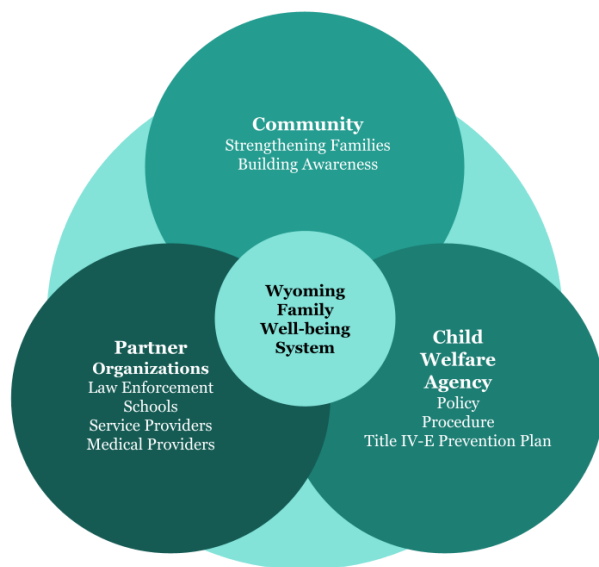 Community
Strengthening Families
Building Awareness
Wyoming
Family
Well-being
System
Partner
Organizations
Law Enforcement
Schools
Service Providers
Medical Providers
Child
Welfare
Agency
Policy
Procedure
Title IV-E Prevention Plan